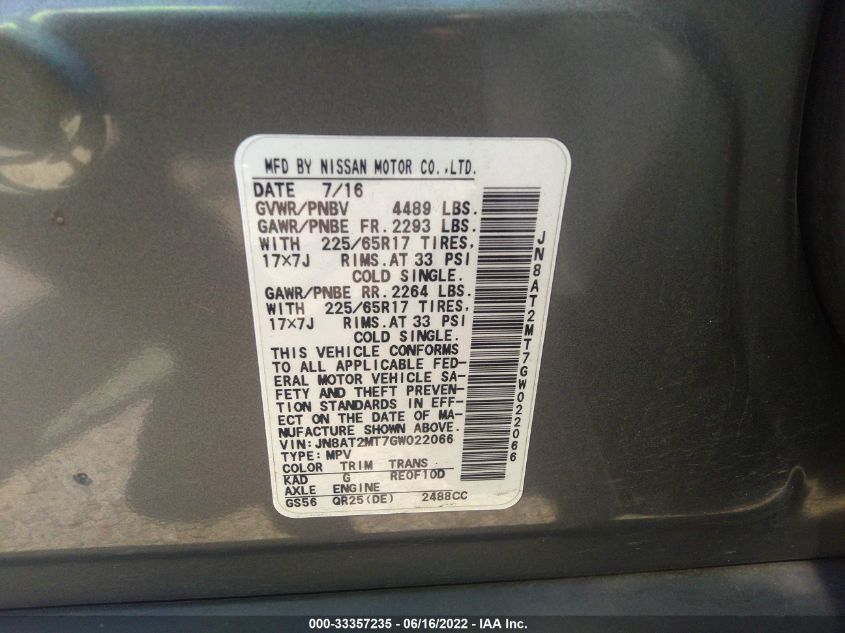 MFD BY NISSAN MOTOR CO.,LTD.
DATE 7/16
GVWR/PNBV 4489 LBS.
GAWR/PNBE FR. 2293 LBS.
WITH 225/65R17 TIRES,
17×7J RIMS.AT 33 PSI
COLD SINGLE.
GAWR/PNBE RR. 2264 LBS.
WITH 225/65R17 TIRES,
17×7J RIMS.AT 33 PSI
COLD SINGLE.
THIS VEHICLE CONFORMS
TO ALL APPLICABLE FED-
ERAL MOTOR VEHICLE SA-
FETY AND THEFT PREVEN-
TION STANDARDS IN EFF-
ECT ON THE DATE OF MA-
NUFACTURE SHOWN ABOVE.
VIN:JN8AT2MT7GW022066
TYPE:MPV
COLOR TRIM TRANS
KAD G RE0F10D
AXLE ENGINE
GS56 QR25(DE) 2488CC
JN8AT2MT7GW022066
000-33357235 - 06/16/2022 - IAA Inc.